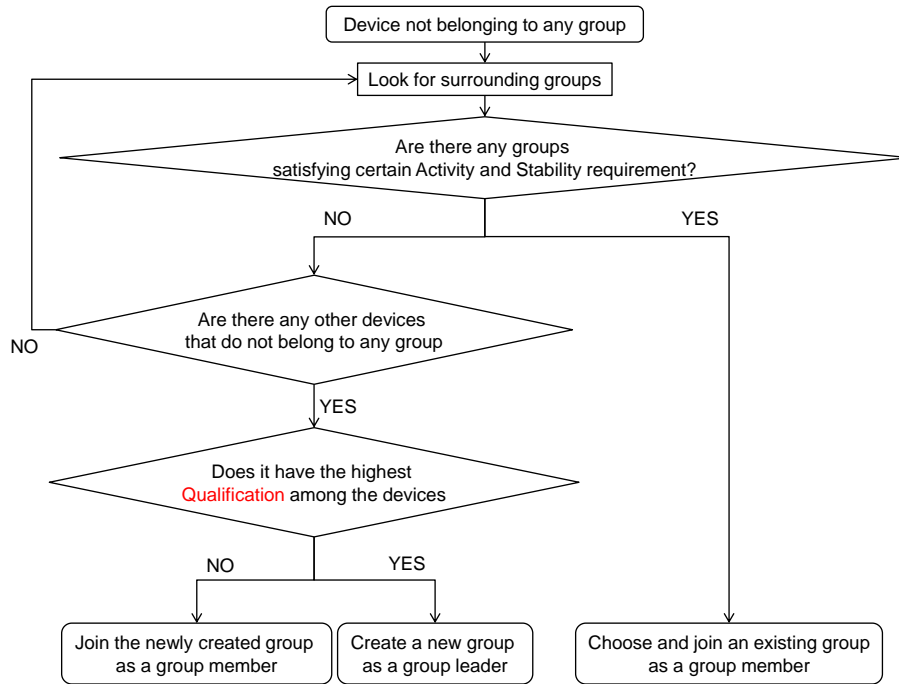 Device not belonging to any group
Look for surrounding groups
Are there any groups
satisfying certain Activity and Stability requirement?
NO
YES
Are there any other devices
that do not belong to any group
NO
YES
Does it have the highest
Qualification among the devices
NO
YES
Join the newly created group
as a group member
Create a new group
as a group leader
Choose and join an existing group
as a group member